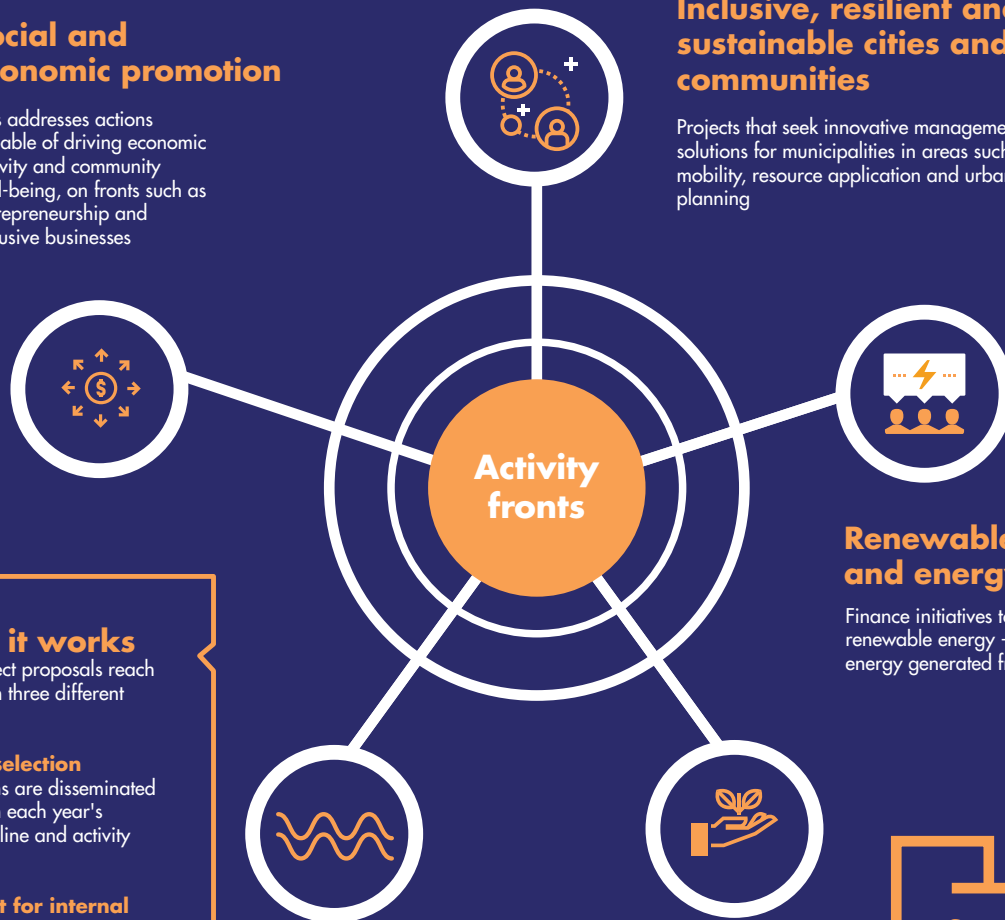 ocial and
onomic promotion
s addresses actions
able of driving economic
vity and community
l-being, on fronts such as
repreneurship and
usive businesses
Inclusive, resilient and
sustainable cities and
communities
Projects that seek innovative manageme
solutions for municipalities in areas such
mobility, resource application and urba
planning
$
Activity
fronts
Renewable
and energy
Finance initiatives t
renewable energy -
energy generated f
it works
ect proposals reach
three different
selection
ns are disseminated
each year's
line and activity
t for internal